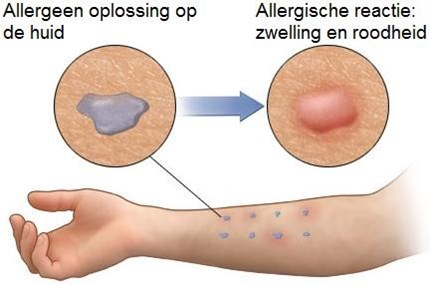 Allergeen oplossing op
de huid
Allergische reactie:
zwelling en roodheid